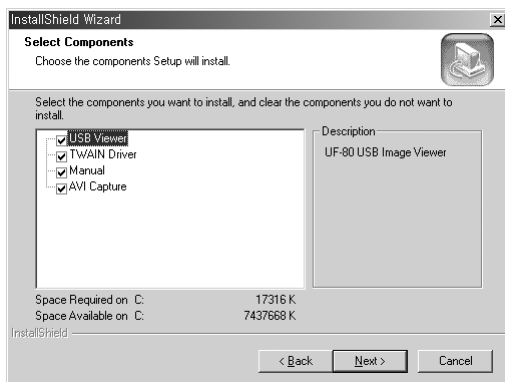 InstallShield Wizard
Select Components
Choose the components Setup will install.
Select the components you want to install, and clear the components you do not want to
install.
USB Viewer
TWAIN Driver
Manual
AVI Capture
Description
UF-80 USB Image Viewer
Space Required on C: 17316 K
Space Available on C: 7437668 K
InstallShield
< Back Next > Cancel